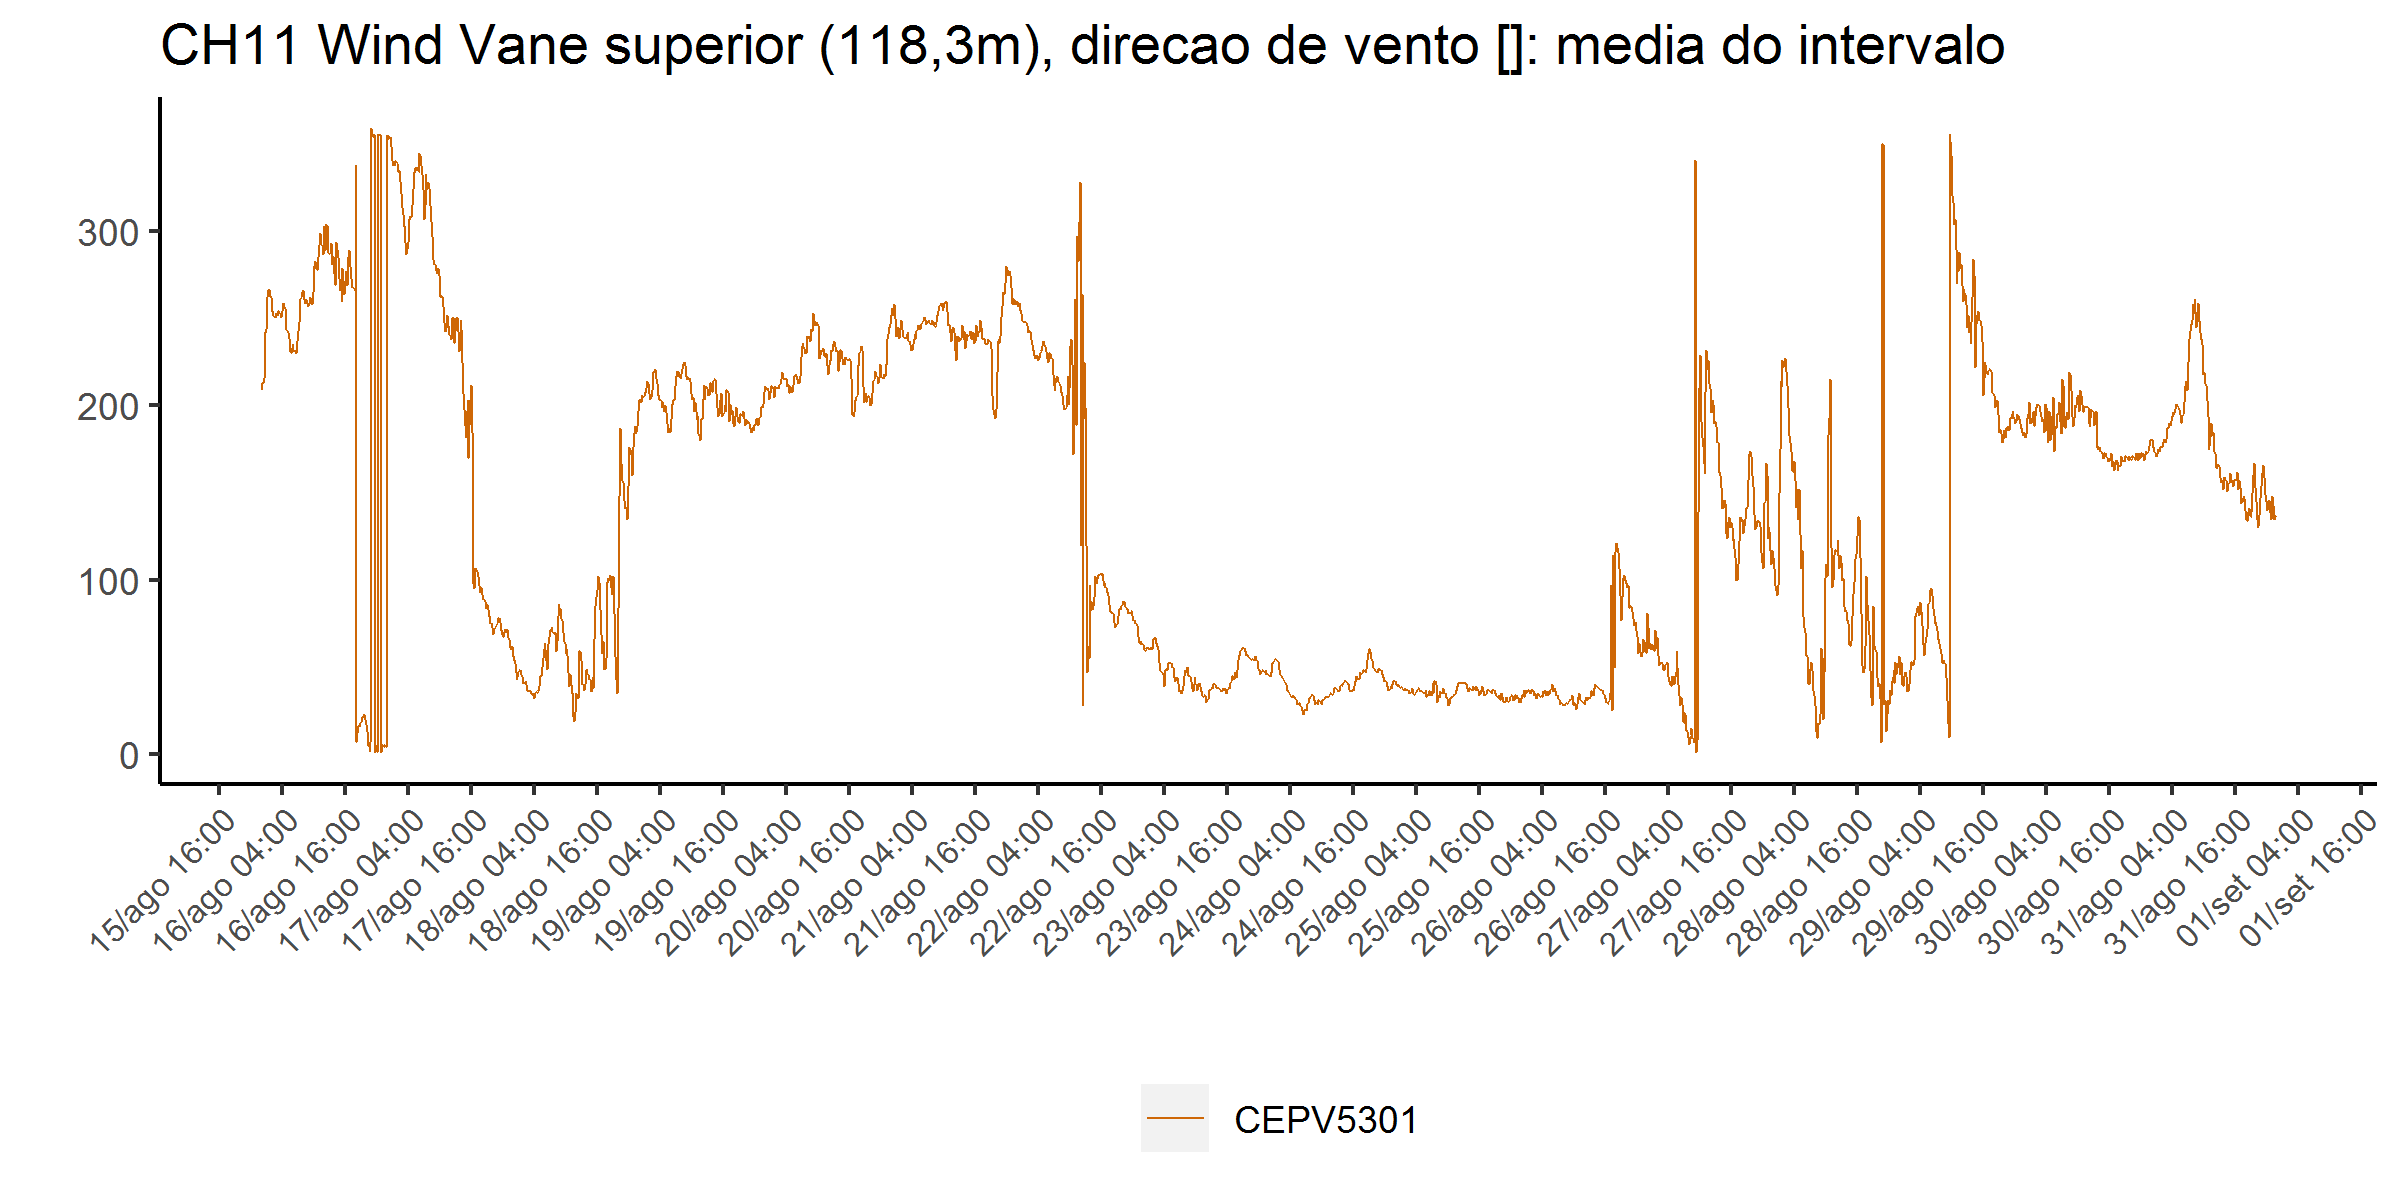 CH11 Wind Vane superior (118,3m), direcao de vento []: media do intervalo
300
200
100
0
15/ago 16:00
16/ago 04:00
16/ago 16:00
17/ago 04:00
17/ago 16:00
18/ago 04:00
18/ago 16:00
19/ago 04:00
19/ago 16:00
20/ago 04:00
20/ago 16:00
21/ago 04:00
21/ago 16:00
22/ago 04:00
22/ago 16:00
23/ago 04:00
23/ago 16:00
24/ago 04:00
24/ago 16:00
25/ago 04:00
25/ago 16:00
26/ago 04:00
26/ago 16:00
27/ago 04:00
27/ago 16:00
28/ago 04:00
28/ago 16:00
29/ago 04:00
29/ago 16:00
30/ago 04:00
30/ago 16:00
31/ago 04:00
31/ago 16:00
01/set 04:00
01/set 16:00
CEPV5301